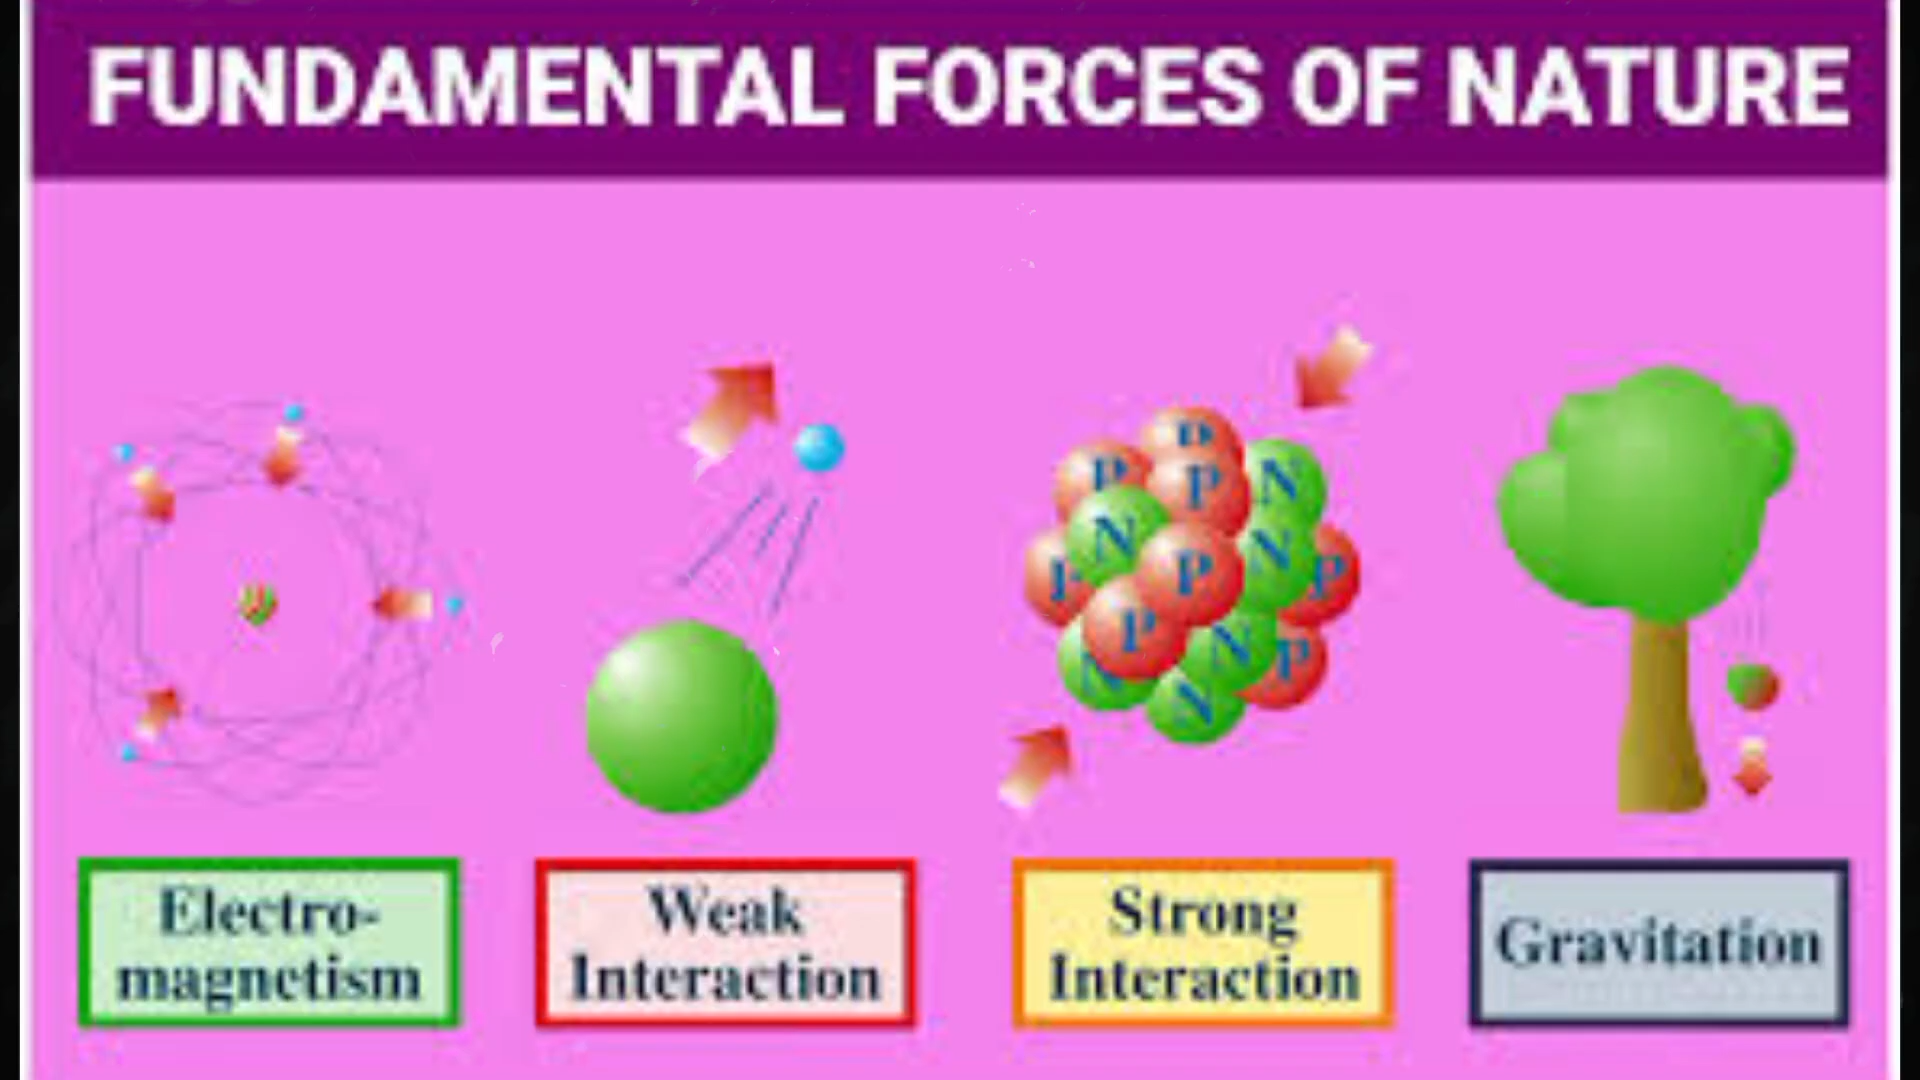 FUNDAMENTAL FORCES OF NATURE
P
P
P
N
N
N
P
P
P
P
N
P
N
N
Electro-
magnetism
Weak
Interaction
Strong
Interaction
Gravitation